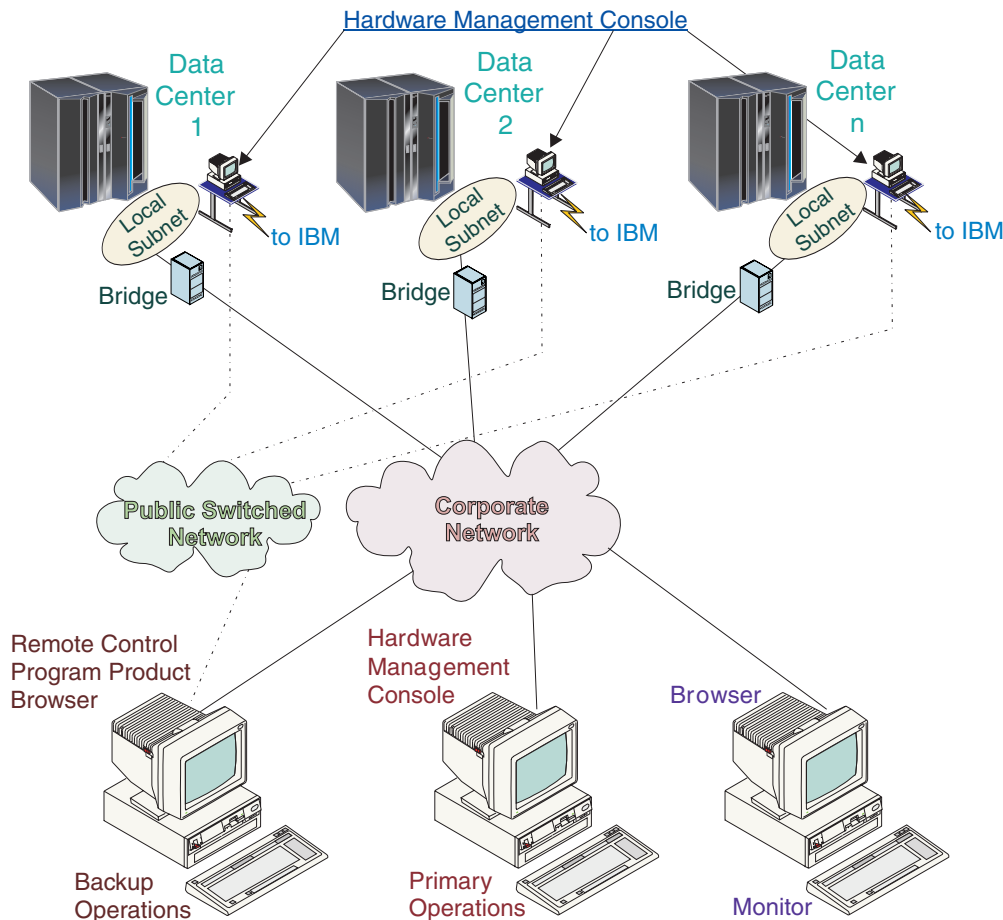 Hardware Management Console
Data
Center
1
Data
Center
2
Data
Center
n
Local
Subnet
to IBM
Local
Subnet
to IBM
Local
Subnet
to IBM
Bridge
Bridge
Bridge
Public Switched
Network
Corporate
Network
Remote Control
Program Product
Browser
Hardware
Management
Console
Browser
Backup
Operations
Primary
Operations
Monitor